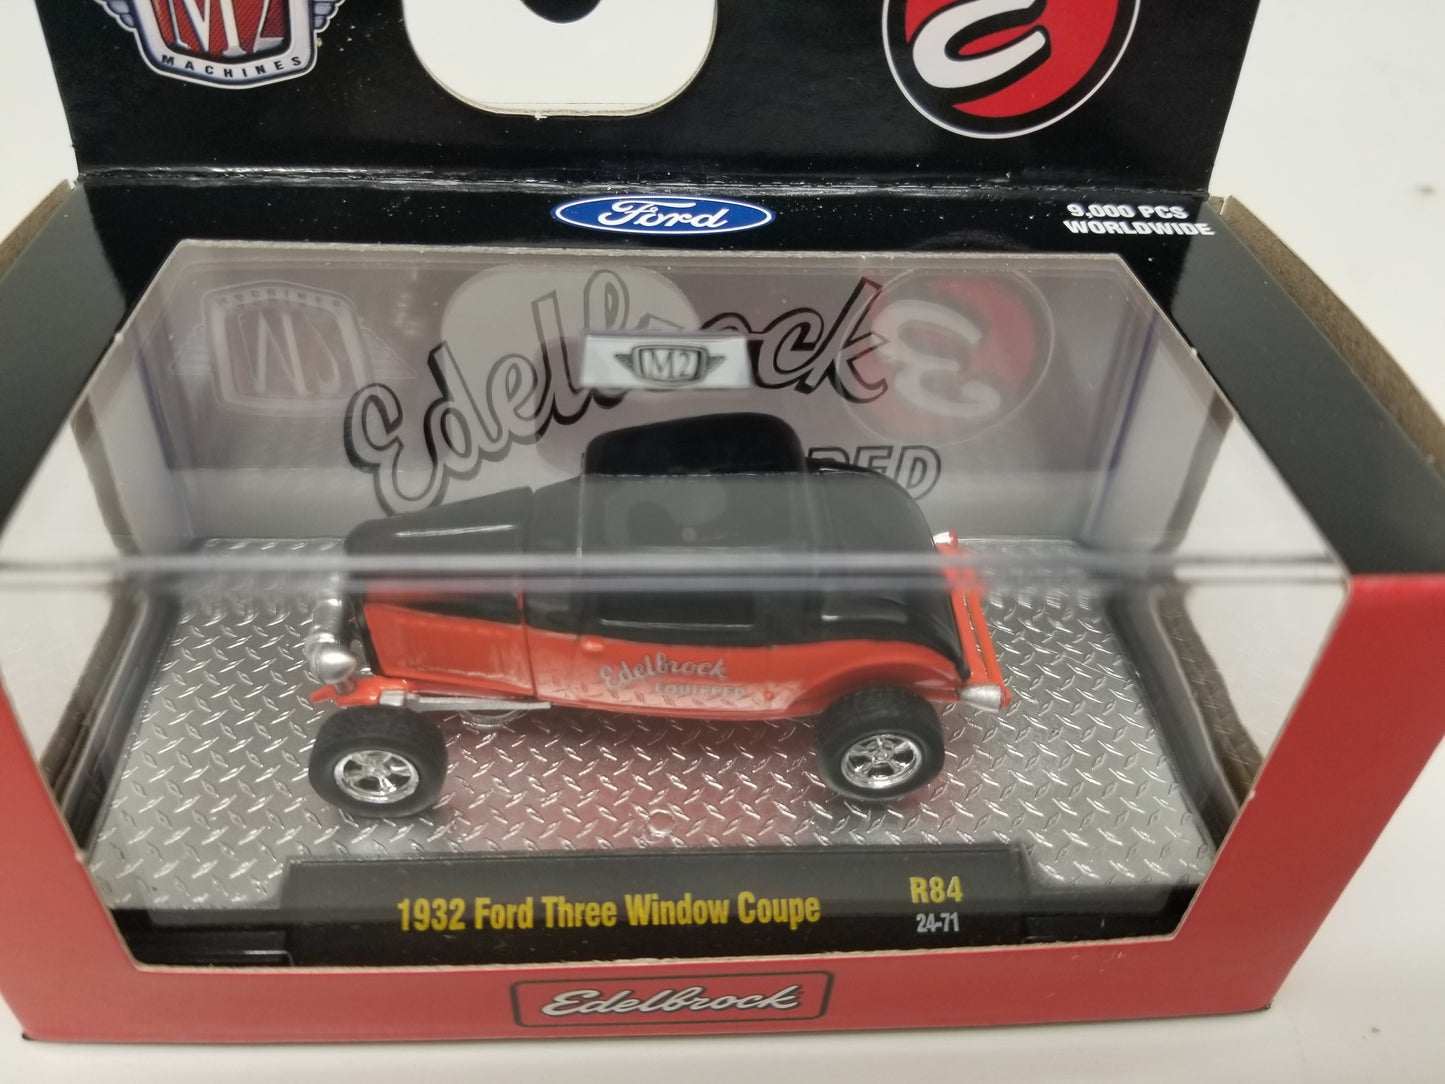 M2
MACHINES
Ford
9,000 PCS
WORLDWIDE
Edelbrock
M2
Edelbrock
EQUIPPED
1932 Ford Three Window Coupe
R84
24-71
Edelbrock